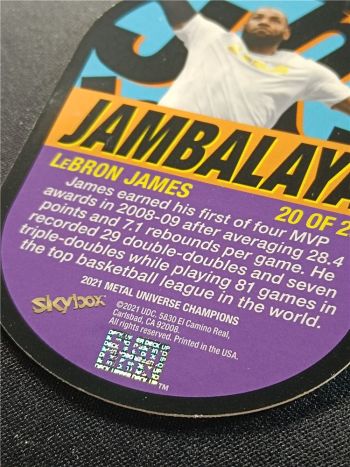 JAMBALAYA
LEBRON JAMES
20 OF 2
James earned his first of four MVP
awards in 2008-09 after averaging 28.4
points and 7.1 rebounds per game. He
recorded 29 double-doubles and seven
triple-doubles while playing 81 games in
the top basketball league in the world.
2021 METAL UNIVERSE CHAMPIONS
skybox
©2021 UDC, 5830 El Camino Real,
Carlsbad, CA 92008.
All rights reserved. Printed in the USA.
TM